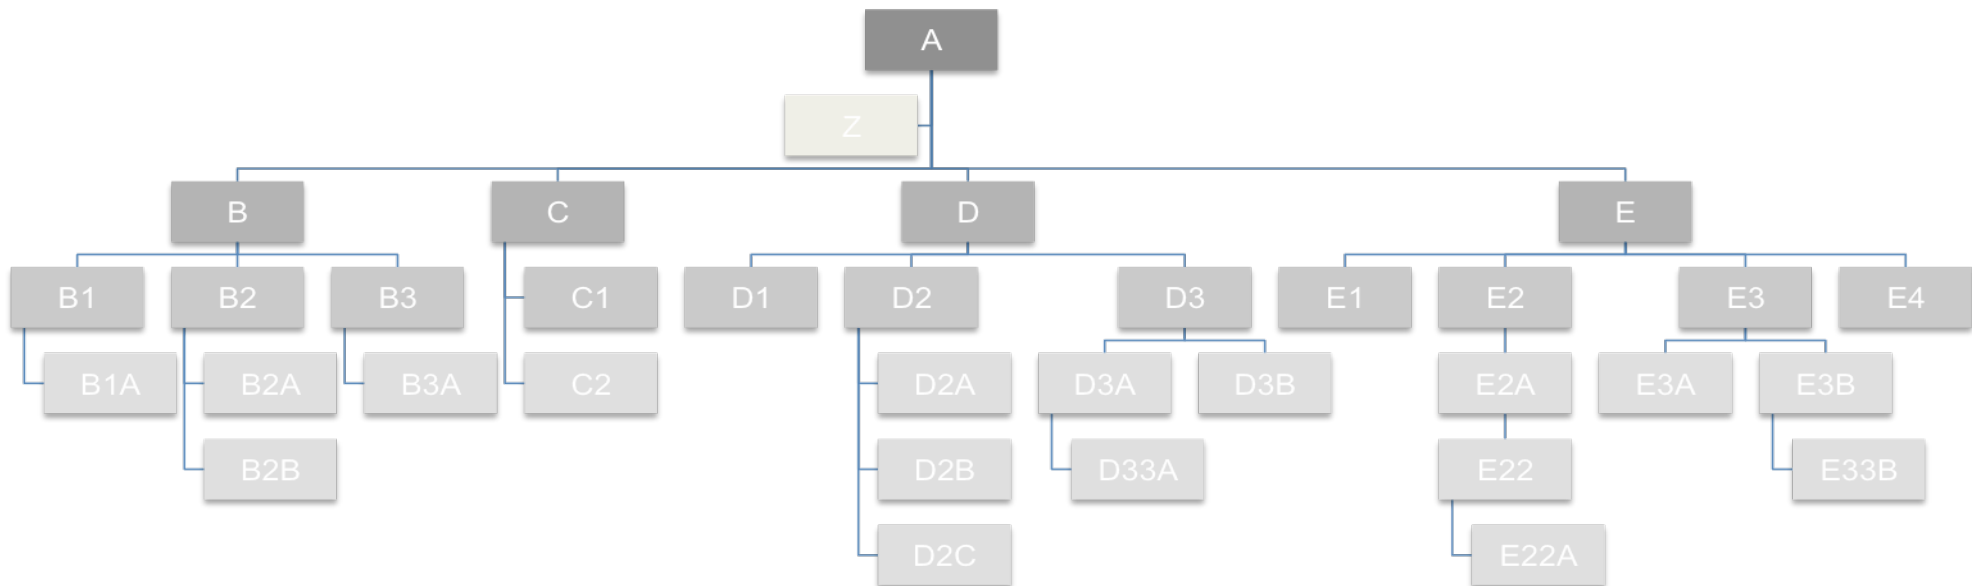 A
Z
B C D E
B1 B2 B3 C1 D1 D2 D3 E1 E2 E3 E4
B1A B2A B3A C2 D2A D3A D3B E2A E3A E3B
B2B D2B D33A E22 E33B
D2C E22A